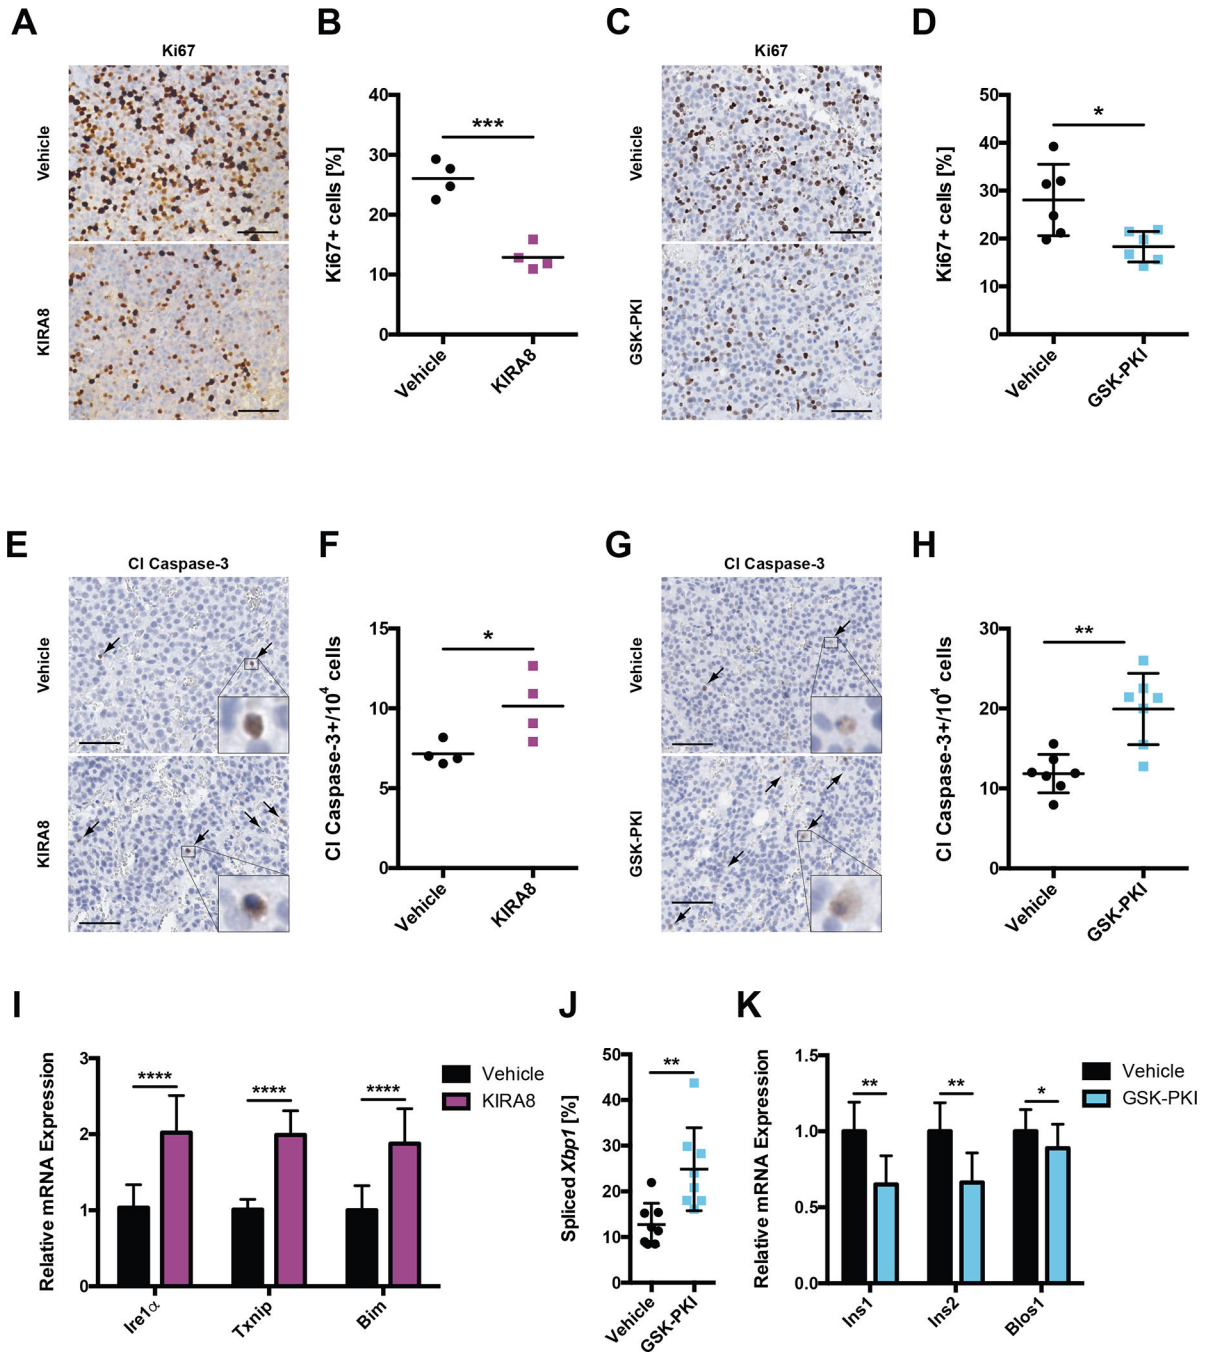 A
B
C
D
Ki67
Vehicle
KIRA8
Ki67+ cells [%]
40
30
20
10
0
***
Vehicle
KIRA8
Ki67
Vehicle
GSK-PKI
Ki67+ cells [%]
50
40
30
20
10
0
*
Vehicle
GSK-PKI
E
F
G
H
Cl Caspase-3
Vehicle
KIRA8
Cl Caspase-3+/10⁴ cells
15
10
5
0
*
Vehicle
KIRA8
Cl Caspase-3
Vehicle
GSK-PKI
Cl Caspase-3+/10⁴ cells
30
20
10
0
**
Vehicle
GSK-PKI
I
J
K
Relative mRNA Expression
3
2
1
0
****
****
****
Ire1α
Txnip
Bim
Vehicle
KIRA8
Spliced Xbp1 [%]
50
40
30
20
10
0
**
Vehicle
GSK-PKI
Relative mRNA Expression
1.5
1.0
0.5
0.0
**
**
*
Ins1
Ins2
Blos1
Vehicle
GSK-PKI